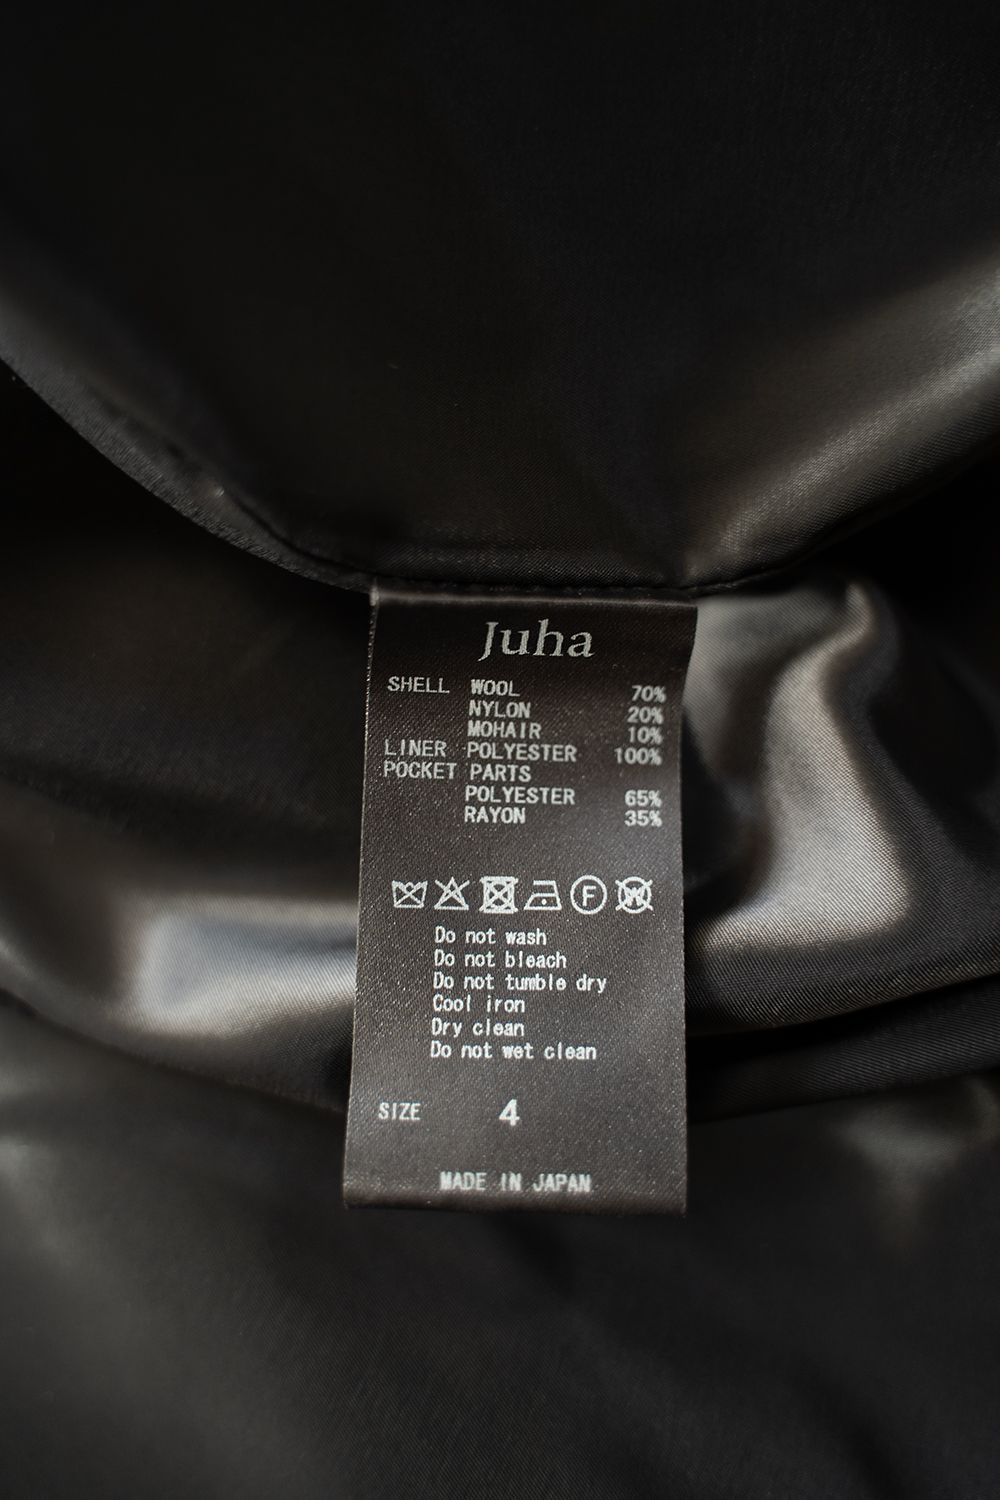 Juha
SHELL WOOL 70%
NYLON 20%
MOHAIR 10%
LINER POLYESTER 100%
POCKET PARTS
POLYESTER 65%
RAYON 35%
F W
Do not wash
Do not bleach
Do not tumble dry
Cool iron
Dry clean
Do not wet clean
SIZE 4
MADE IN JAPAN